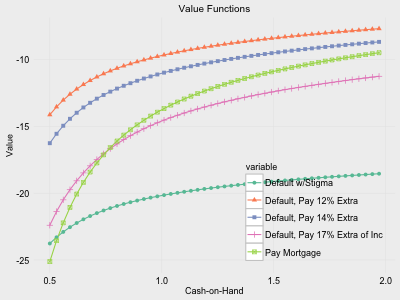 Value Functions
-10
-15
-20
-25
Value
variable
Default w/Stigma
Default, Pay 12% Extra
Default, Pay 14% Extra
Default, Pay 17% Extra of Inc
Pay Mortgage
0.5 1.0 1.5 2.0
Cash-on-Hand